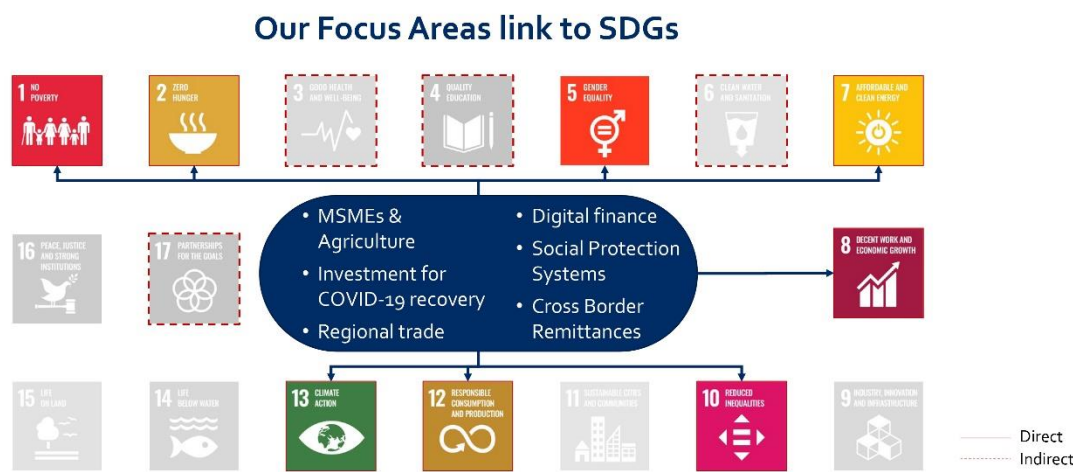 Our Focus Areas link to SDGs
1 NO
POVERTY
2 ZERO
HUNGER
3 GOOD HEALTH
AND WELL-BEING
4 QUALITY
EDUCATION
5 GENDER
EQUALITY
6 CLEAN WATER
AND SANITATION
7 AFFORDABLE AND
CLEAN ENERGY
16 PEACE, JUSTICE
AND STRONG
INSTITUTIONS
17 PARTNERSHIPS
FOR THE GOALS
• MSMEs &
Agriculture
• Investment for
COVID-19 recovery
• Regional trade
• Digital finance
• Social Protection
Systems
• Cross Border
Remittances
8 DECENT WORK AND
ECONOMIC GROWTH
15 LIFE
ON LAND
14 LIFE
BELOW WATER
13 CLIMATE
ACTION
12 RESPONSIBLE
CONSUMPTION
AND PRODUCTION
11 SUSTAINABLE CITIES
AND COMMUNITIES
10 REDUCED
INEQUALITIES
9 INDUSTRY, INNOVATION
AND INFRASTRUCTURE
Direct
Indirect